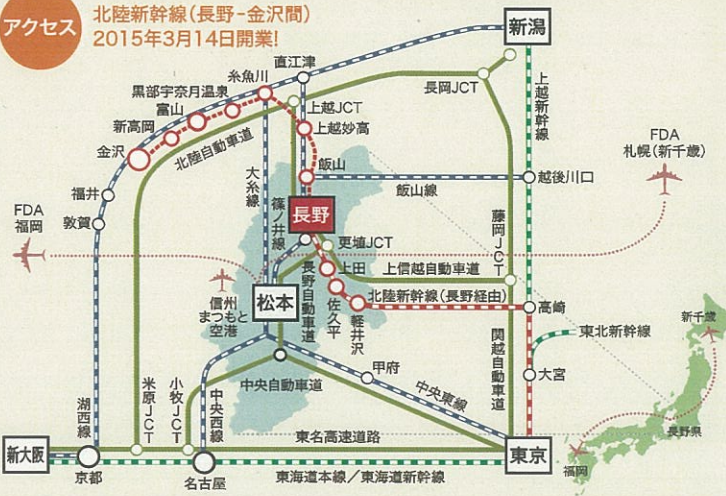 アクセス
北陸新幹線(長野-金沢間)
2015年3月14日開業!
新潟
直江津
糸魚川
黒部宇奈月温泉
富山
新高岡
金沢
上越JCT
長岡JCT
上越妙高
北陸自動車道
上越新幹線
FDA
札幌(新千歳)
飯山
飯山線
越後川口
福井
敦賀
大糸線
篠ノ井線
長野
FDA
福岡
更埴JCT
藤岡JCT
上田
上信越自動車道
信州
まつもと
空港
松本
長野自動車道
佐久平
軽井沢
北陸新幹線(長野経由)
高崎
新千歳
東北新幹線
関越自動車道
甲府
大宮
中央自動車道
中央東線
湖西線
米原JCT
小牧JCT
中央西線
長野県
東名高速道路
新大阪
京都
名古屋
東海道本線/東海道新幹線
東京
福岡